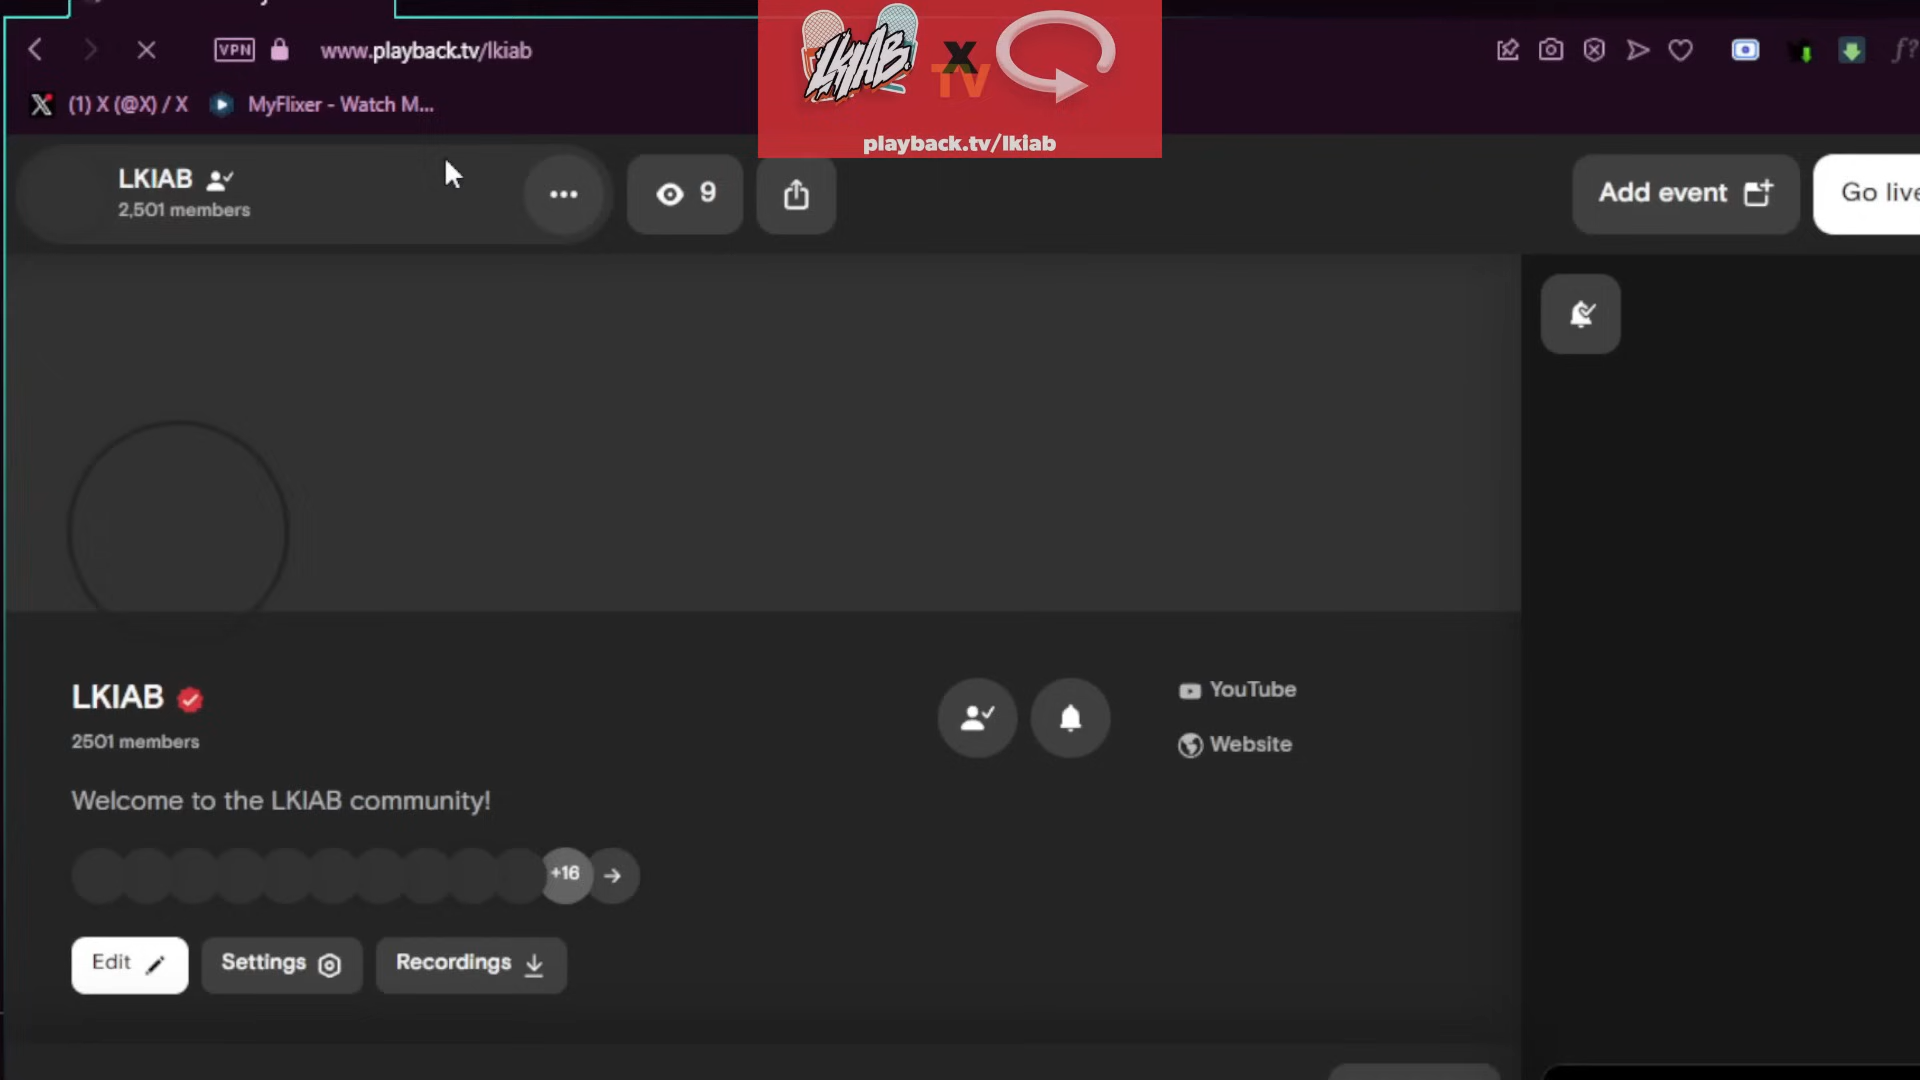 VPN
www.playback.tv/lkiab
X (1) X (@X) / X
MyFlixer - Watch M...
LKIAB
X
TV
playback.tv/lkiab
LKIAB
2,501 members
9
Add event
Go live
LKIAB
2501 members
YouTube
Website
Welcome to the LKIAB community!
+16
Edit
Settings
Recordings